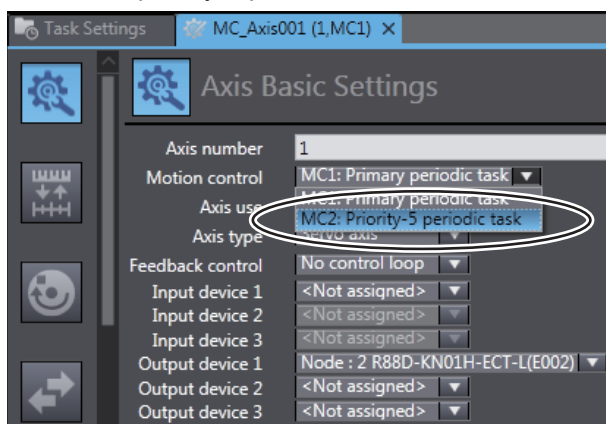 Task Settings MC_Axis001 (1,MC1) ×
Axis Basic Settings
Axis number 1
Motion control MC1: Primary periodic task
MC1: Primary periodic task
Axis use MC2: Priority-5 periodic task
Axis type Servo axis
Feedback control No control loop
Input device 1 <Not assigned>
Input device 2 <Not assigned>
Input device 3 <Not assigned>
Output device 1 Node : 2 R88D-KN01H-ECT-L(E002)
Output device 2 <Not assigned>
Output device 3 <Not assigned>